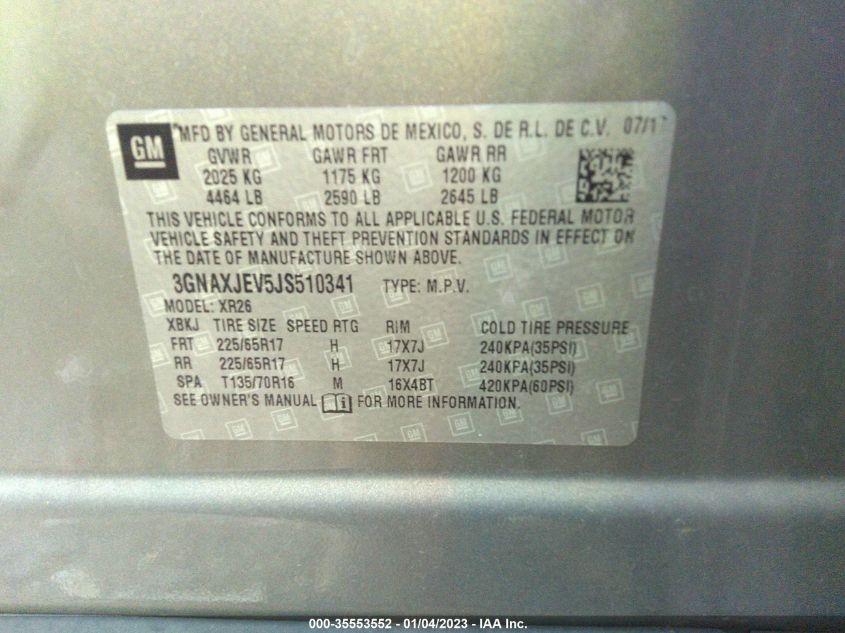 GM
MFD BY GENERAL MOTORS DE MEXICO, S. DE R.L. DE C.V. 07/17
GVWR GAWR FRT GAWR RR
2025 KG 1175 KG 1200 KG
4464 LB 2590 LB 2645 LB
THIS VEHICLE CONFORMS TO ALL APPLICABLE U.S. FEDERAL MOTOR
VEHICLE SAFETY AND THEFT PREVENTION STANDARDS IN EFFECT ON
THE DATE OF MANUFACTURE SHOWN ABOVE.
3GNAXJEV5JS510341 TYPE: M.P.V.
MODEL: XR26
XBKJ TIRE SIZE SPEED RTG RIM COLD TIRE PRESSURE
FRT 225/65R17 H 17X7J 240KPA(35PSI)
RR 225/65R17 H 17X7J 240KPA(35PSI)
SPA T135/70R16 M 16X4BT 420KPA(60PSI)
SEE OWNER'S MANUAL FOR MORE INFORMATION.
000-35553552 / 01/04/2023 - IAA Inc.